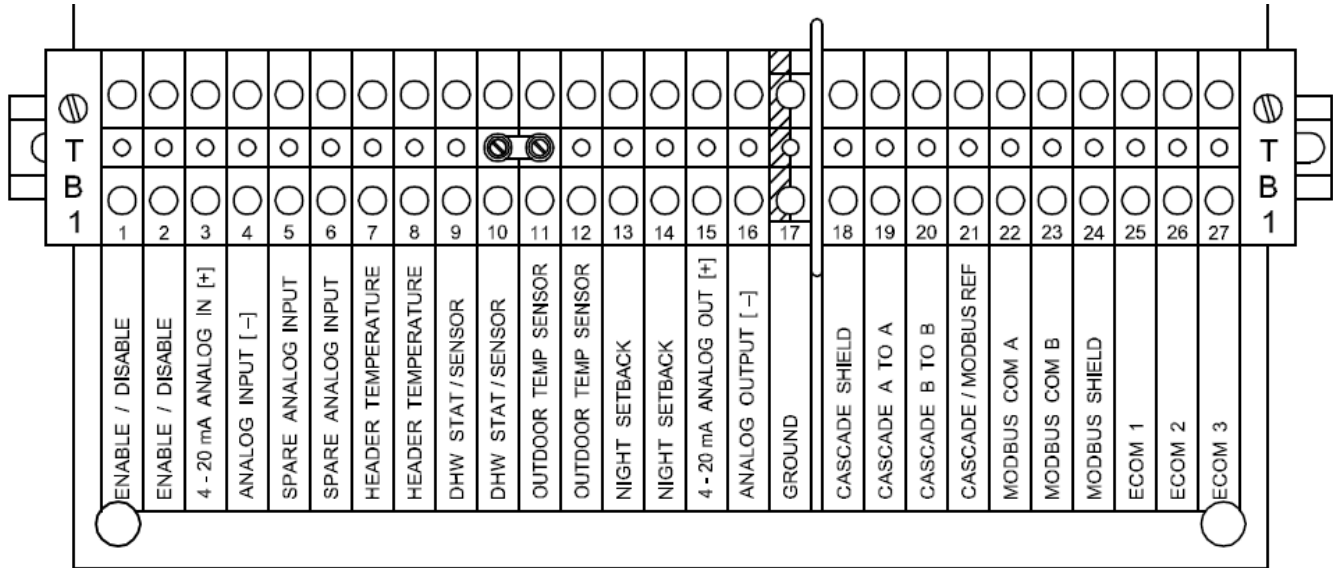 TB1
TB1
1
2
3
4
5
6
7
8
9
10
11
12
13
14
15
16
17
18
19
20
21
22
23
24
25
26
27
ENABLE / DISABLE
ENABLE / DISABLE
4 - 20 mA ANALOG IN [+]
ANALOG INPUT [ – ]
SPARE ANALOG INPUT
SPARE ANALOG INPUT
HEADER TEMPERATURE
HEADER TEMPERATURE
DHW STAT / SENSOR
DHW STAT / SENSOR
OUTDOOR TEMP SENSOR
OUTDOOR TEMP SENSOR
NIGHT SETBACK
NIGHT SETBACK
4 - 20 mA ANALOG OUT [+]
ANALOG OUTPUT [ – ]
GROUND
CASCADE SHIELD
CASCADE A TO A
CASCADE B TO B
CASCADE / MODBUS REF
MODBUS COM A
MODBUS COM B
MODBUS SHIELD
ECOM 1
ECOM 2
ECOM 3